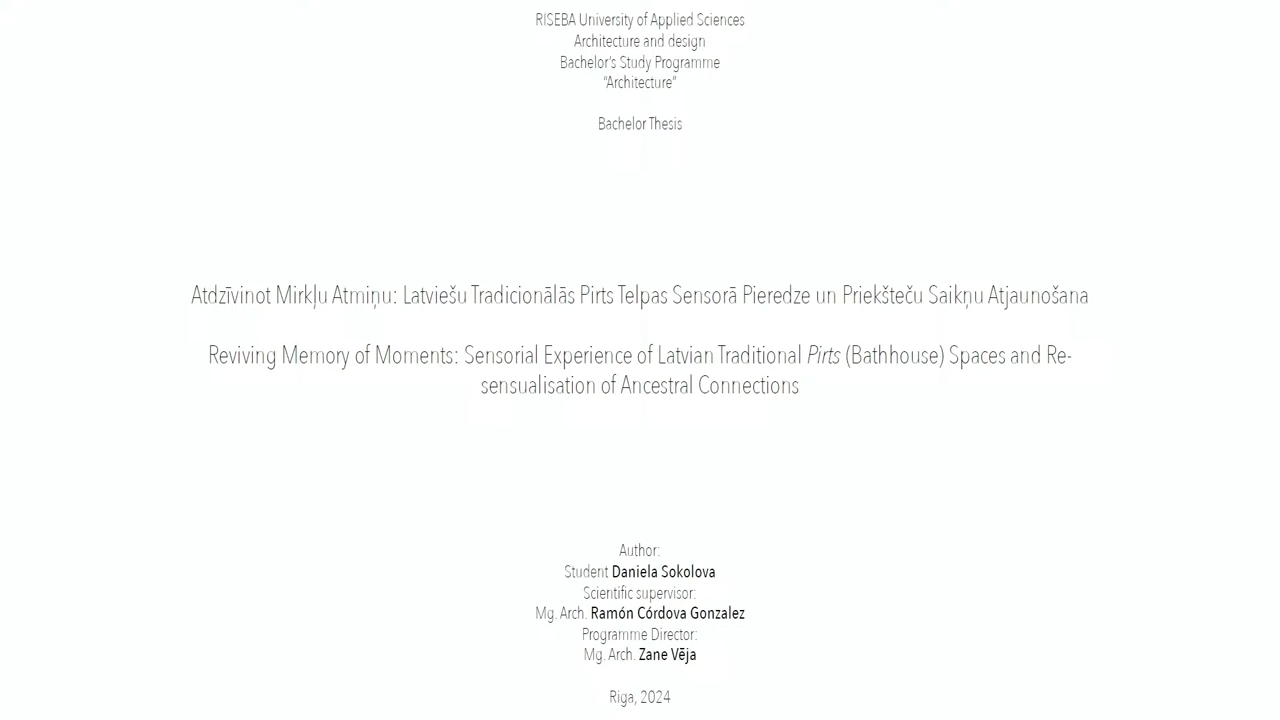 RISEBA University of Applied Sciences
Architecture and design
Bachelor's Study Programme
“Architecture”
Bachelor Thesis
Atdzīvinot Mirkļu Atmiņu: Latviešu Tradicionālās Pirts Telpas Sensorā Pieredze un Priekšteču Saikņu Atjaunošana
Reviving Memory of Moments: Sensorial Experience of Latvian Traditional Pirts (Bathhouse) Spaces and Re-
sensualisation of Ancestral Connections
Author:
Student Daniela Sokolova
Scientific supervisor:
Mg. Arch. Ramón Córdova Gonzalez
Programme Director:
Mg. Arch. Zane Vēja
Riga, 2024